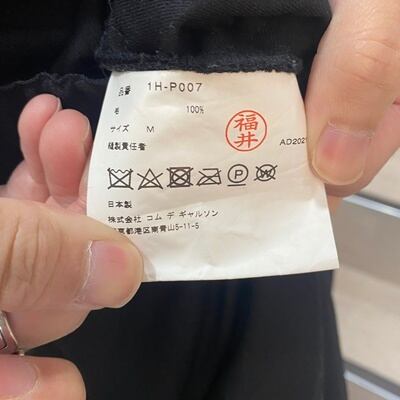 品番 1H-P007
毛 100%
サイズ M
縫製責任者
福井
AD2021
P W
日本製
株式会社 コム デ ギャルソン
東京都港区南青山5-11-5